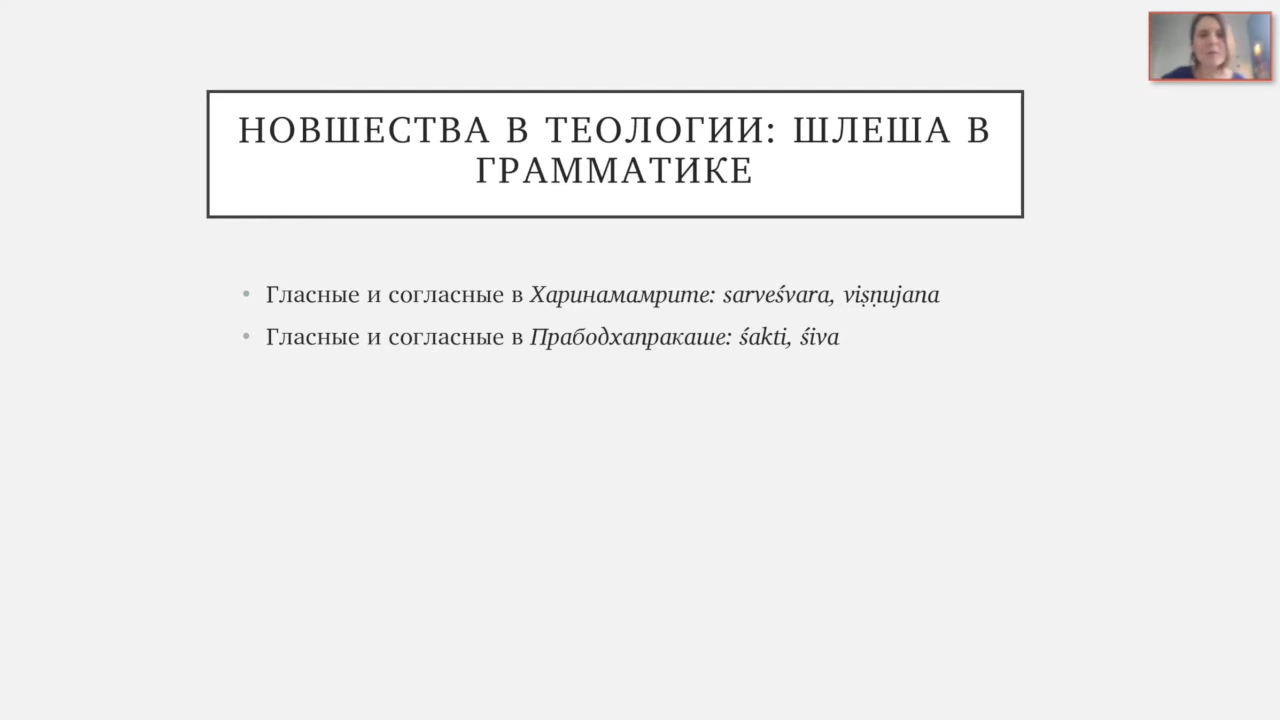 НОВШЕСТВА В ТЕОЛОГИИ: ШЛЕША В
ГРАММАТИКЕ
• Гласные и согласные в Харинамамрите: sarveśvara, viṣṇujana
• Гласные и согласные в Прабодхапракаше: śakti, śiva